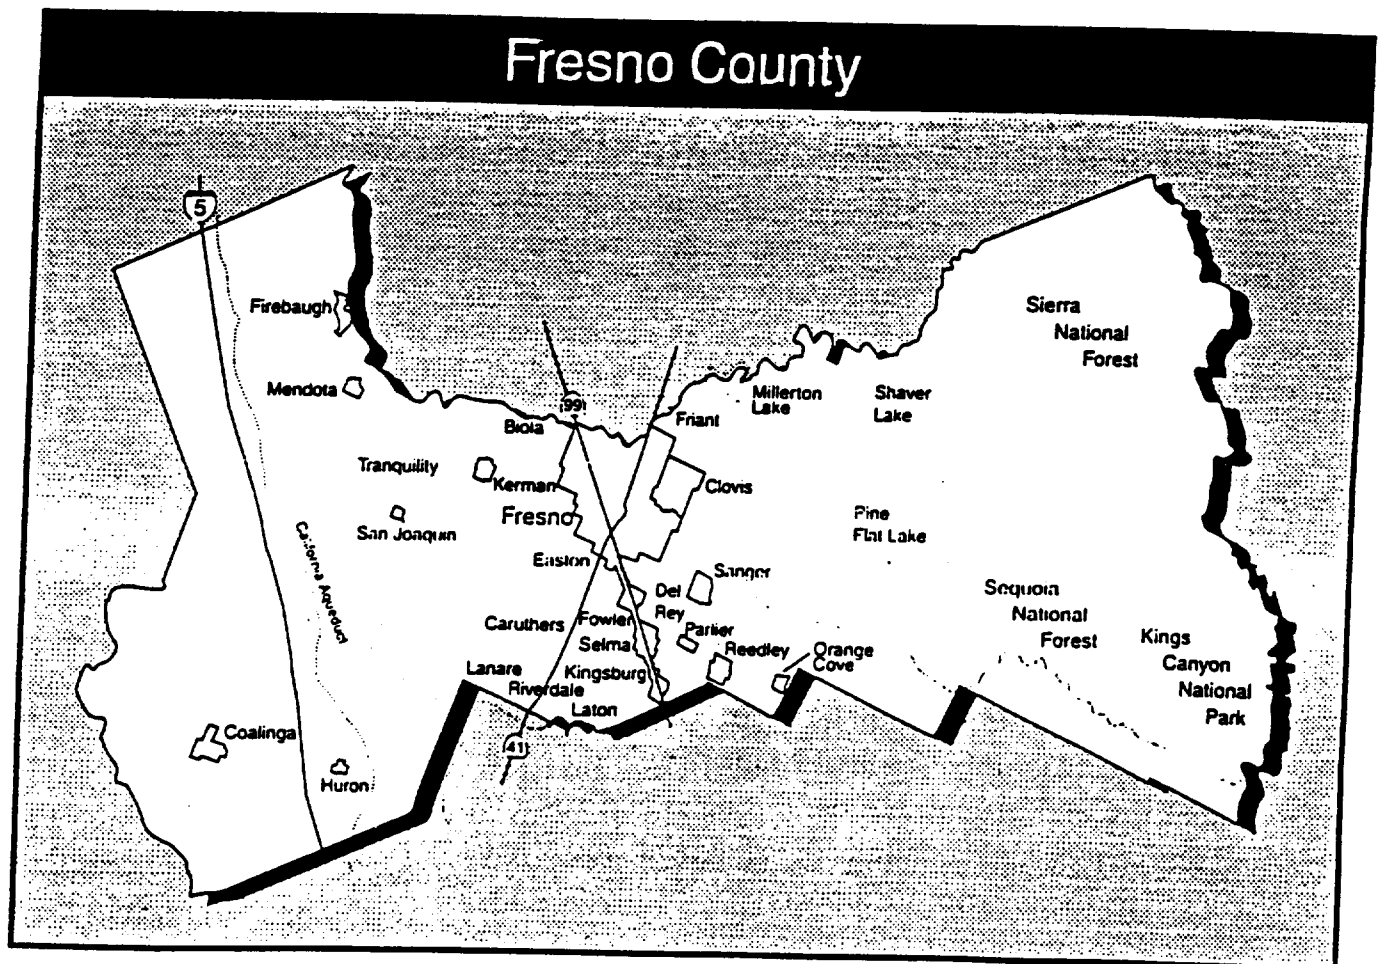 Fresno County
5
Firebaugh
Mendota
99
Biola
Friant
Millerton
Lake
Shaver
Lake
Sierra
National
Forest
Tranquility
Kerman
Clovis
San Joaquin
Fresno
Pine
Flat Lake
California Aqueduct
Easton
Sanger
Del
Rey
Sequoia
National
Forest
Caruthers
Fowler
Parlier
Selma
Reedley
Orange
Cove
Kings
Canyon
National
Park
Lanare
Kingsburg
Riverdale
Laton
41
Coalinga
Huron